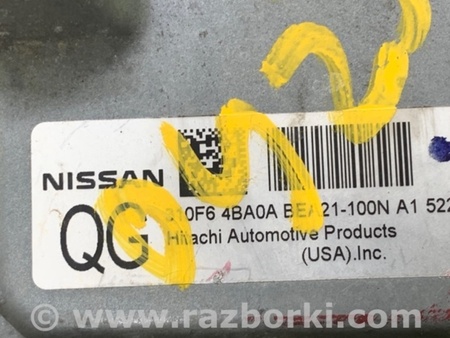 NISSAN
QG
310F6 4BA0A BEA21-100N A1 522
Hitachi Automotive Products
(USA).Inc.
www.razborki.com